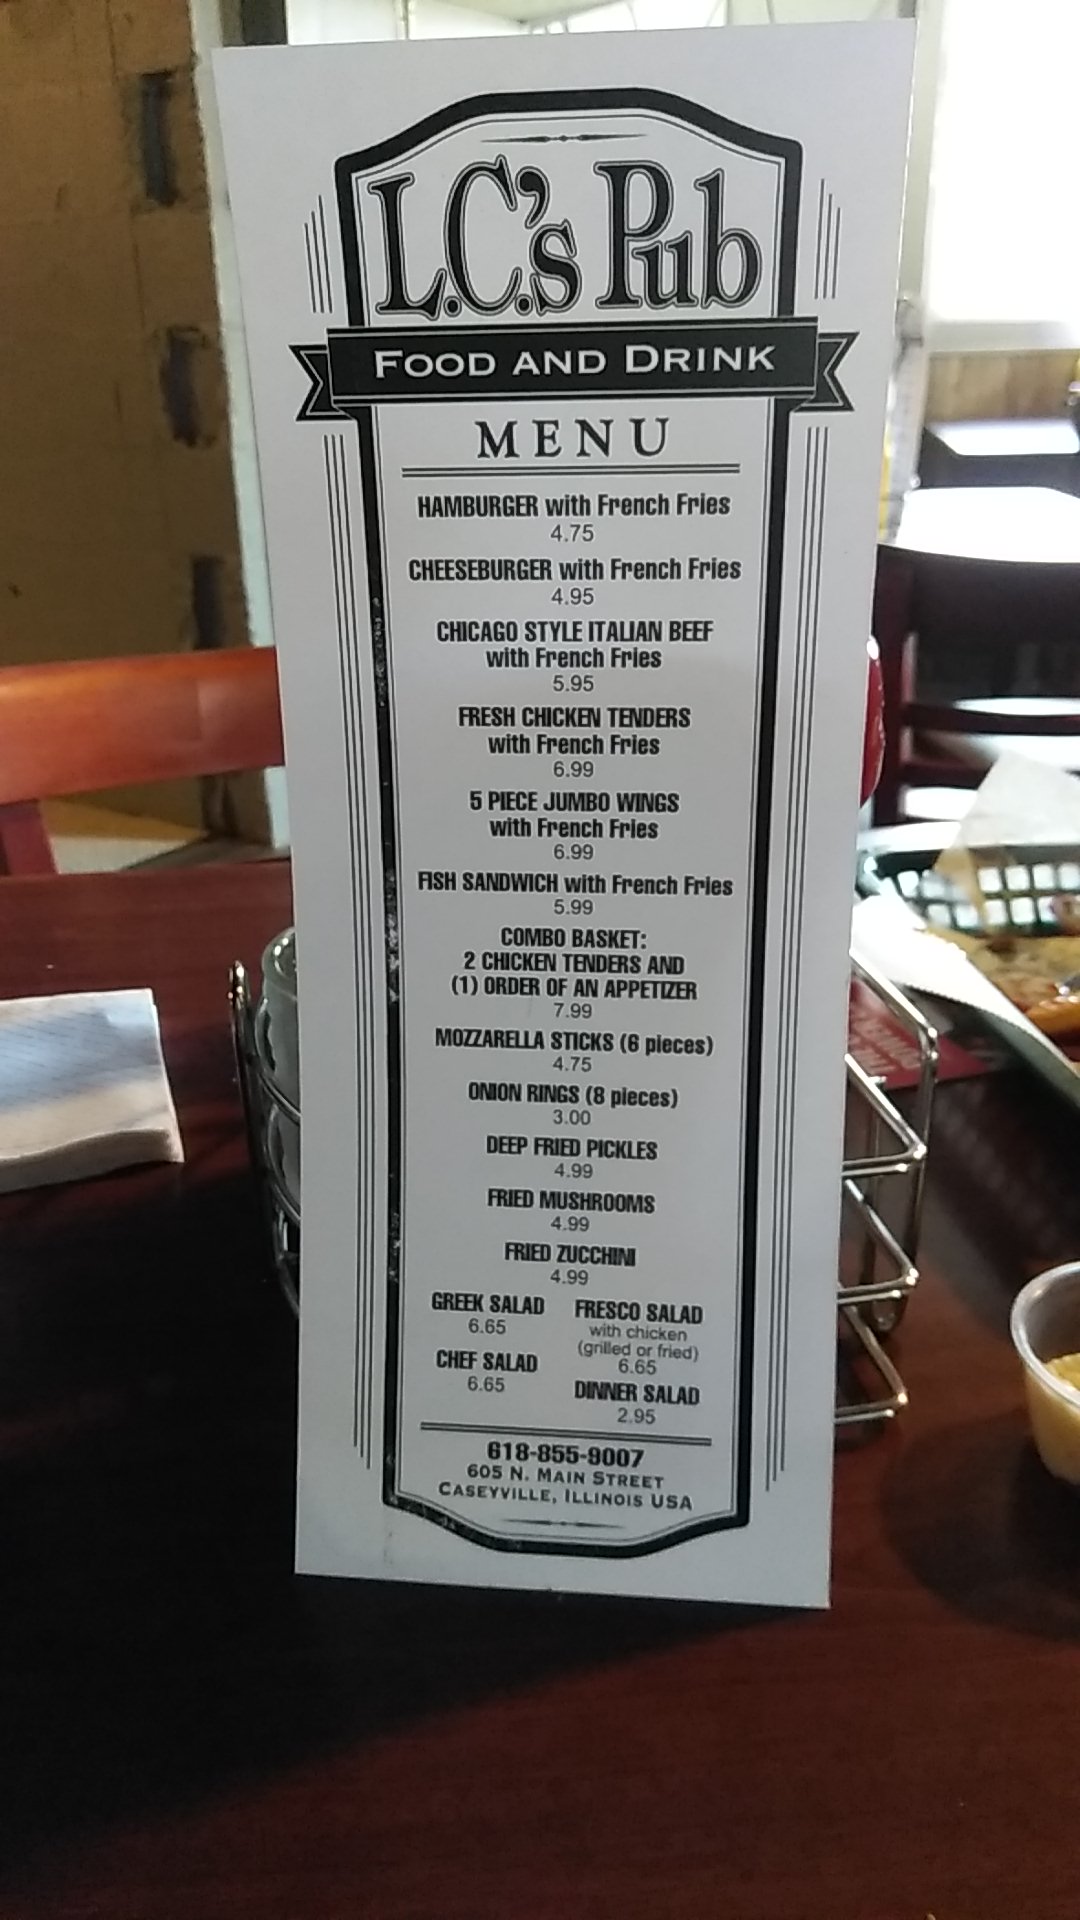 L.C.'s Pub
FOOD AND DRINK
MENU
HAMBURGER with French Fries
4.75
CHEESEBURGER with French Fries
4.95
CHICAGO STYLE ITALIAN BEEF
with French Fries
5.95
FRESH CHICKEN TENDERS
with French Fries
6.99
5 PIECE JUMBO WINGS
with French Fries
6.99
FISH SANDWICH with French Fries
5.99
COMBO BASKET:
2 CHICKEN TENDERS AND
(1) ORDER OF AN APPETIZER
7.99
MOZZARELLA STICKS (6 pieces)
4.75
ONION RINGS (8 pieces)
3.00
DEEP FRIED PICKLES
4.99
FRIED MUSHROOMS
4.99
FRIED ZUCCHINI
4.99
GREEK SALAD
6.65
CHEF SALAD
6.65
FRESCO SALAD
with chicken
(grilled or fried)
6.65
DINNER SALAD
2.95
618-855-9007
605 N. MAIN STREET
CASEYVILLE, ILLINOIS USA